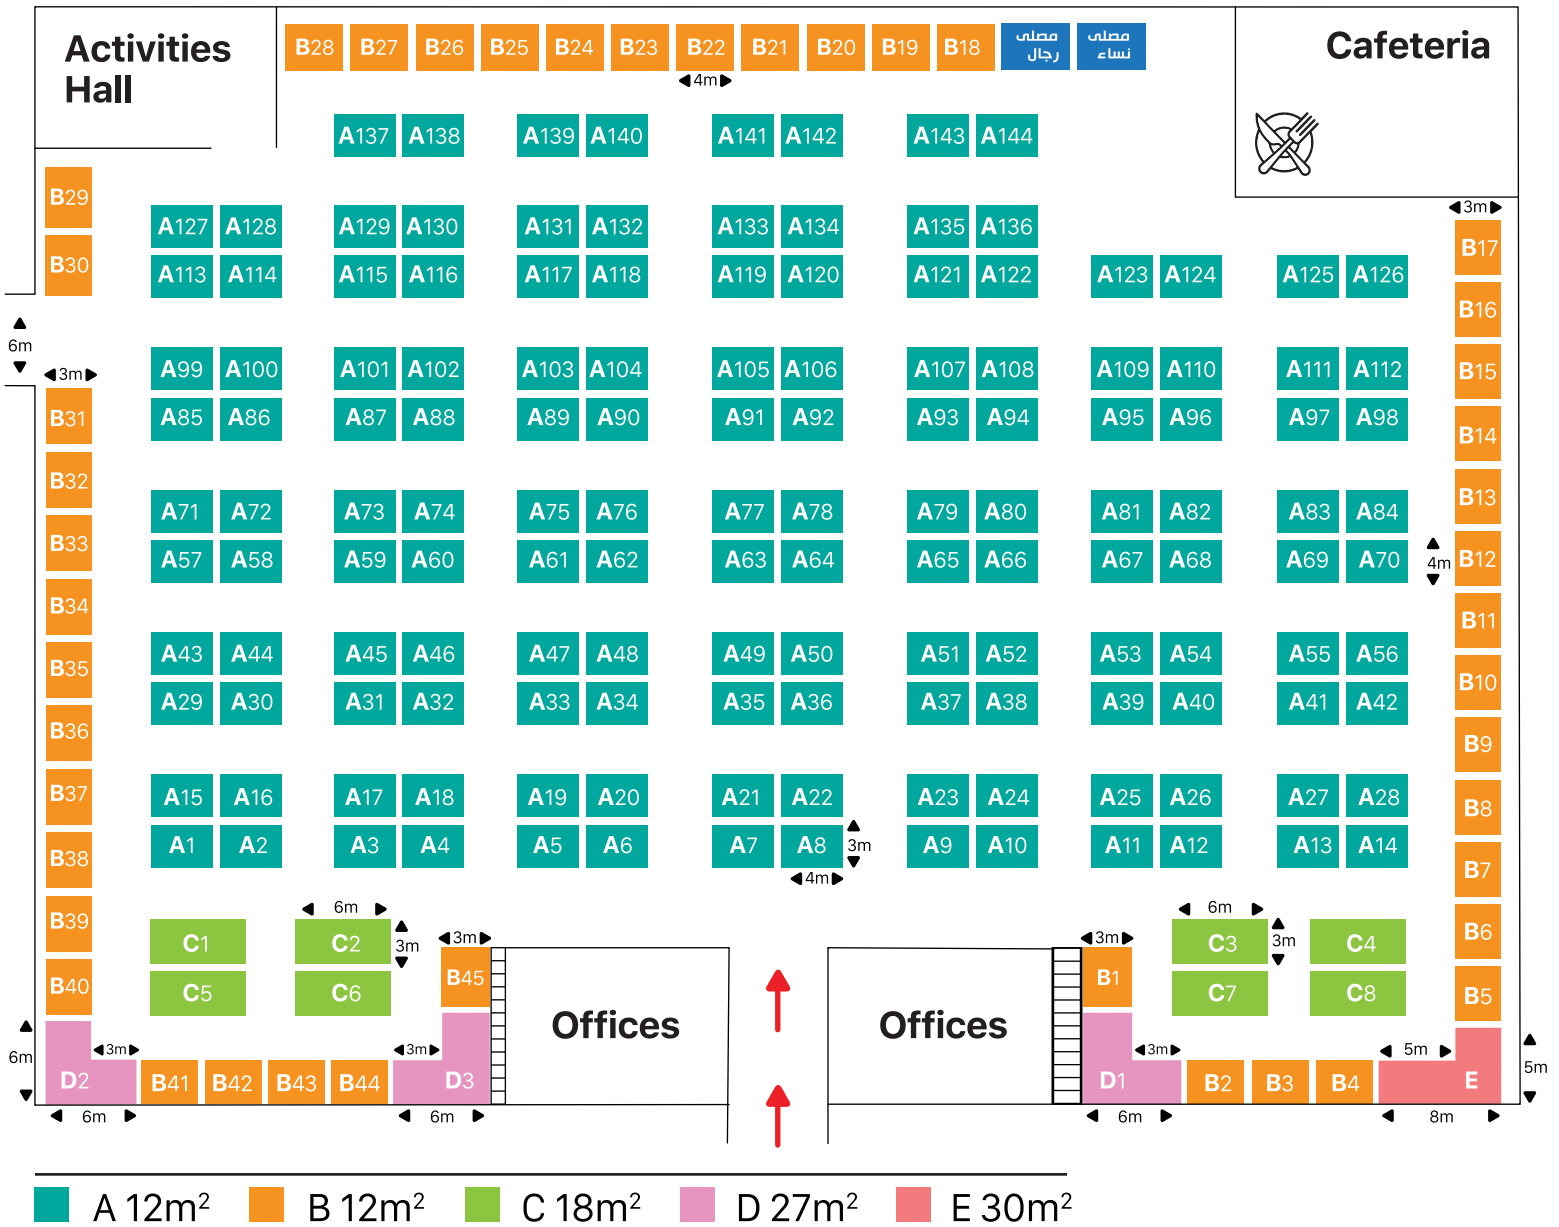 Activities
Hall
B28 B27 B26 B25 B24 B23 B22 B21 B20 B19 B18
مصلى
رجال
مصلى
نساء
Cafeteria
4m
A137 A138 A139 A140 A141 A142 A143 A144
B29
B30
3m
A127 A128 A129 A130 A131 A132 A133 A134 A135 A136
B17
A113 A114 A115 A116 A117 A118 A119 A120 A121 A122 A123 A124 A125 A126
B16
6m
3m
A99 A100 A101 A102 A103 A104 A105 A106 A107 A108 A109 A110 A111 A112
B15
B31
A85 A86 A87 A88 A89 A90 A91 A92 A93 A94 A95 A96 A97 A98
B14
B32
B13
A71 A72 A73 A74 A75 A76 A77 A78 A79 A80 A81 A82 A83 A84
B33
A57 A58 A59 A60 A61 A62 A63 A64 A65 A66 A67 A68 A69 A70
4m
B12
B34
B11
A43 A44 A45 A46 A47 A48 A49 A50 A51 A52 A53 A54 A55 A56
B35
B10
A29 A30 A31 A32 A33 A34 A35 A36 A37 A38 A39 A40 A41 A42
B36
B9
B37
A15 A16 A17 A18 A19 A20 A21 A22 A23 A24 A25 A26 A27 A28
B8
B38
A1 A2 A3 A4 A5 A6 A7 A8 A9 A10 A11 A12 A13 A14
3m
B7
4m
B39
6m
6m
B6
C1 C2
3m
3m
3m
C3
3m
C4
B40
C5 C6
B45
B1
C7 C8
B5
Offices
Offices
6m
3m
3m
3m
5m
5m
D2
B41 B42 B43 B44
D3
D1
B2 B3 B4
E
6m
6m
6m
8m
A 12m² B 12m² C 18m² D 27m² E 30m²